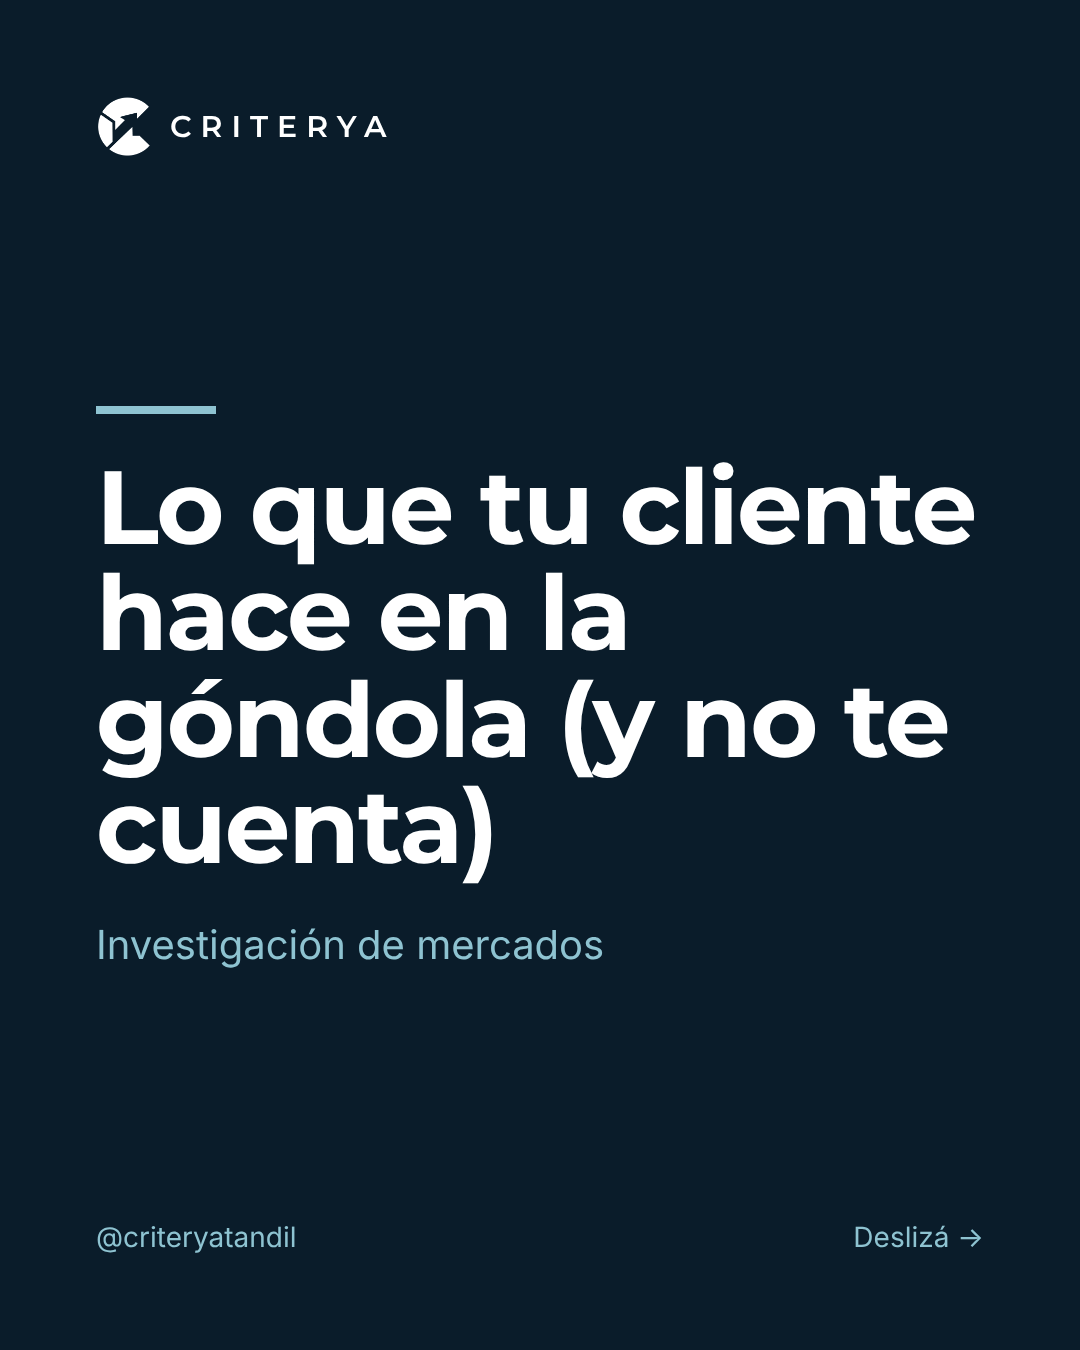 CRITERYA
Lo que tu cliente
hace en la
góndola (y no te
cuenta)
Investigación de mercados
@criteryatandil
Deslizá →